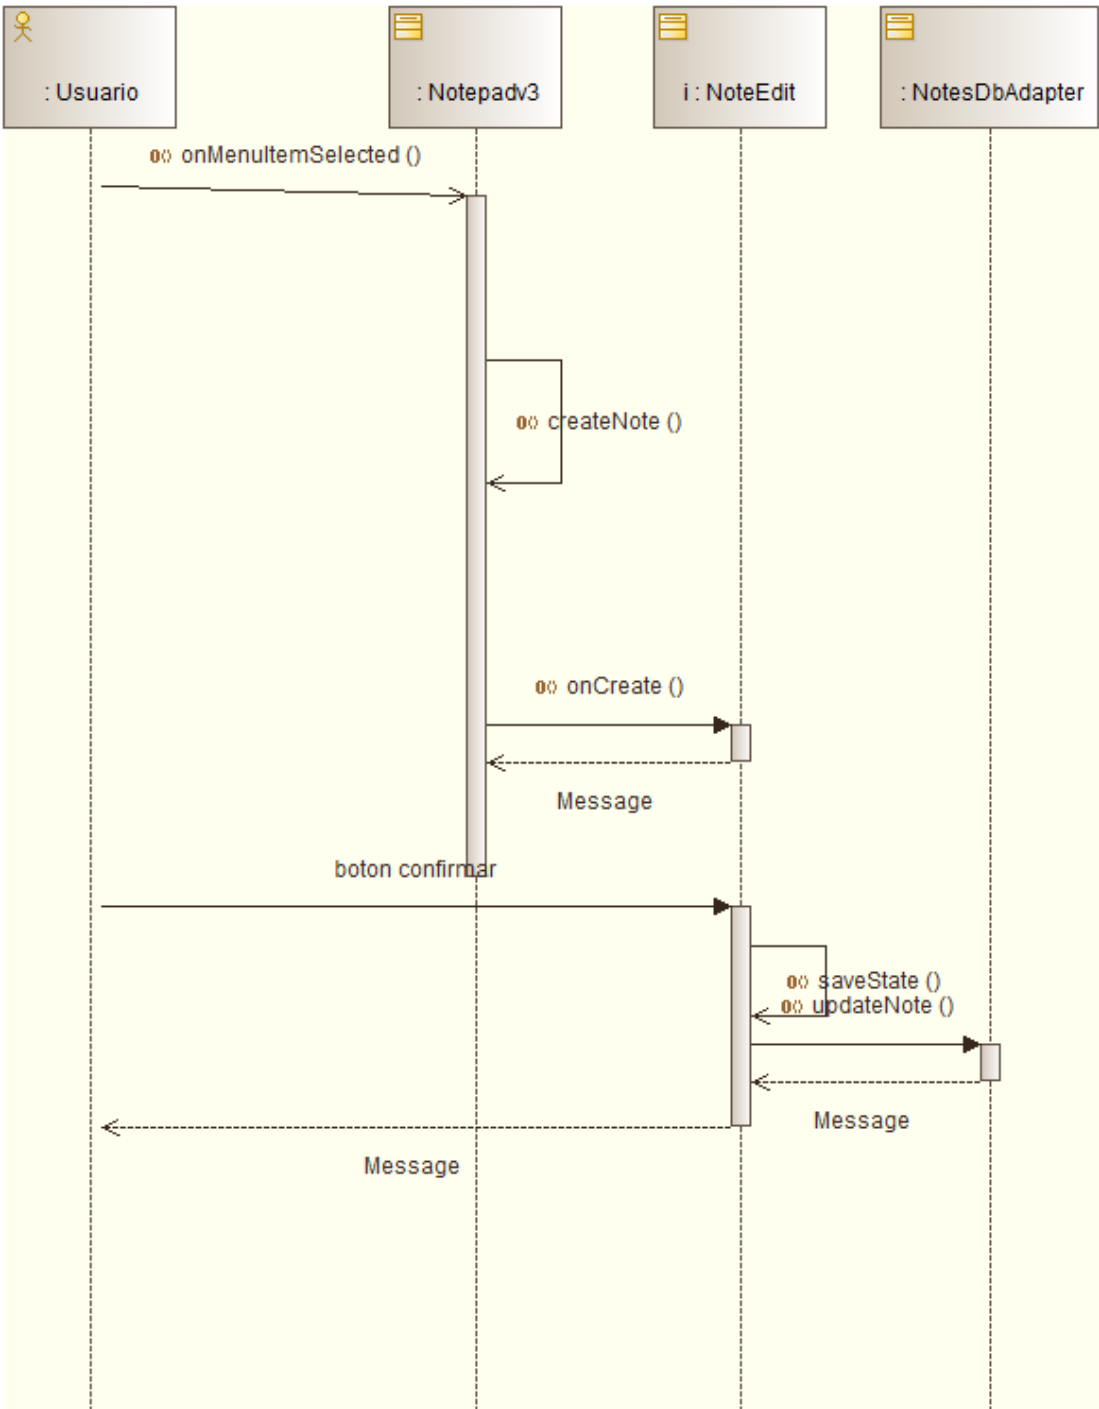 : Usuario
: Notepadv3
i : NoteEdit
: NotesDbAdapter
onMenuItemSelected ()
createNote ()
onCreate ()
Message
boton confirmar
saveState ()
updateNote ()
Message
Message